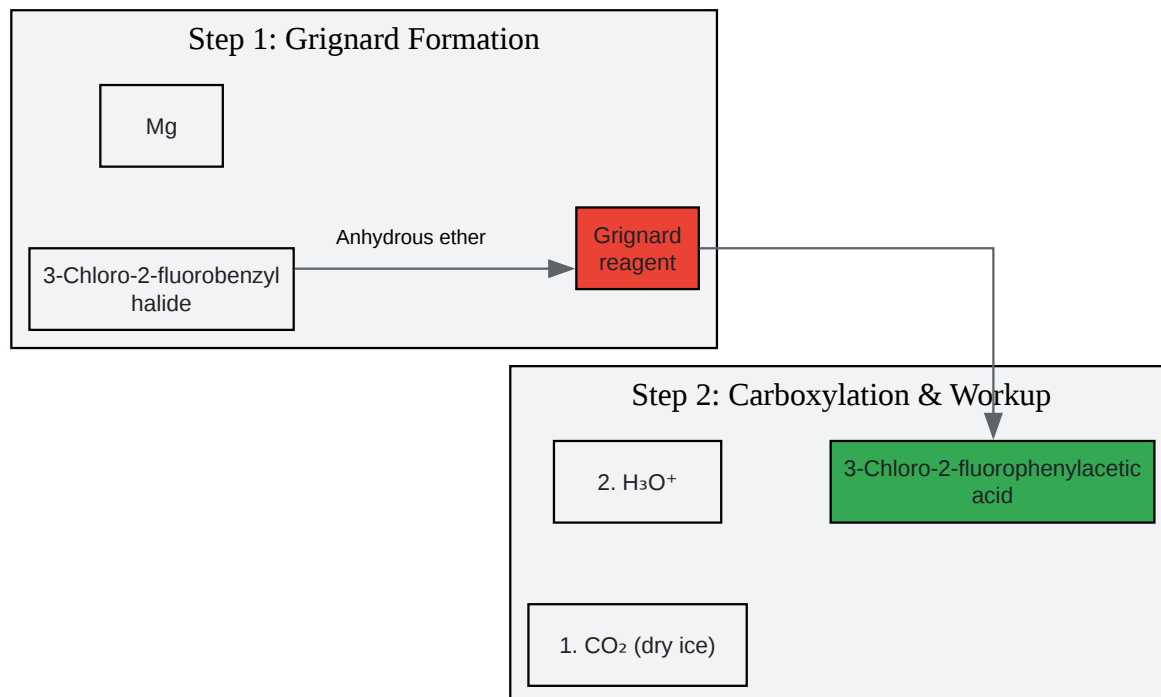 Step 1: Grignard Formation
Mg
Anhydrous ether
Grignard
reagent
3-Chloro-2-fluorobenzyl
halide
Step 2: Carboxylation & Workup
2. H₃O⁺
3-Chloro-2-fluorophenylacetic
acid
1. CO₂ (dry ice)